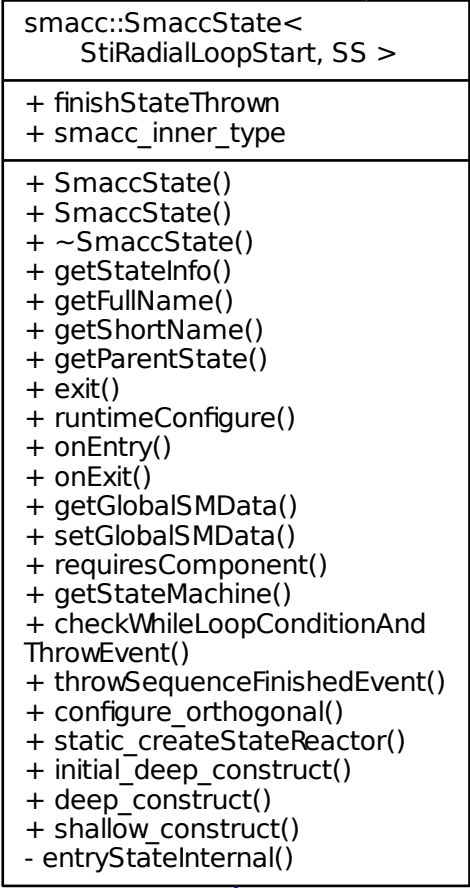 smacc::SmaccState<
StiRadialLoopStart, SS >
+ finishStateThrown
+ smacc_inner_type
+ SmaccState()
+ SmaccState()
+ ~SmaccState()
+ getStateInfo()
+ getFullName()
+ getShortName()
+ getParentState()
+ exit()
+ runtimeConfigure()
+ onEntry()
+ onExit()
+ getGlobalSMData()
+ setGlobalSMData()
+ requiresComponent()
+ getStateMachine()
+ checkWhileLoopConditionAnd
ThrowEvent()
+ throwSequenceFinishedEvent()
+ configure_orthogonal()
+ static_createStateReactor()
+ initial_deep_construct()
+ deep_construct()
+ shallow_construct()
- entryStateInternal()